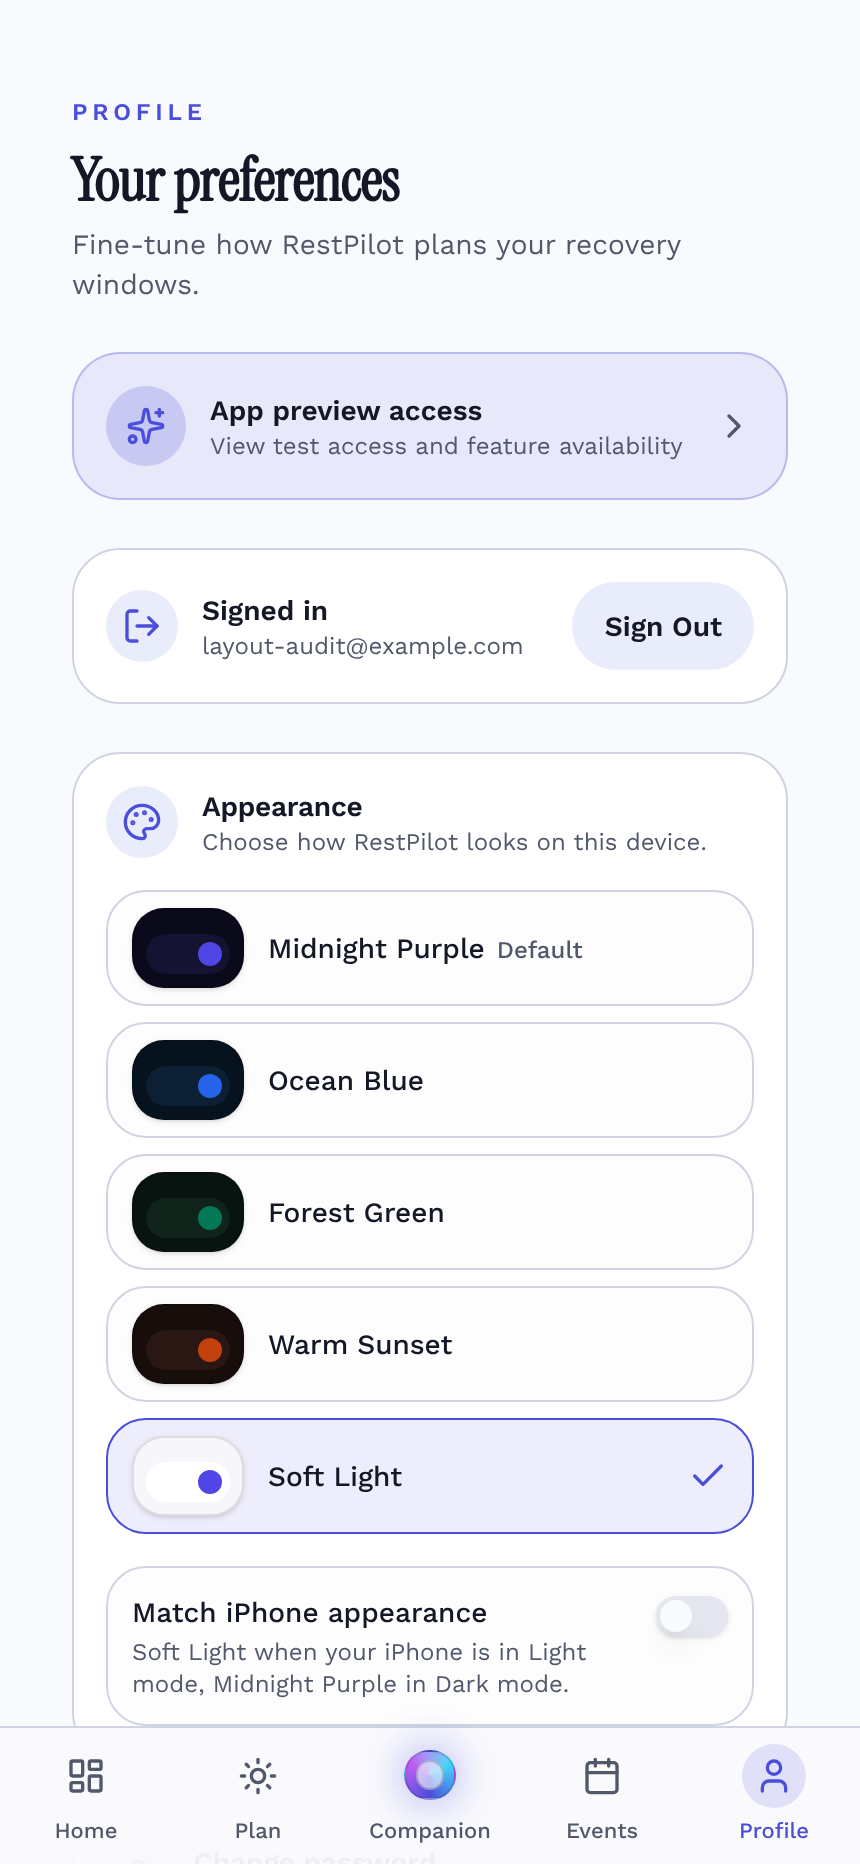 PROFILE
Your preferences
Fine-tune how RestPilot plans your recovery
windows.
App preview access
View test access and feature availability
Signed in
layout-audit@example.com
Sign Out
Appearance
Choose how RestPilot looks on this device.
Midnight Purple Default
Ocean Blue
Forest Green
Warm Sunset
Soft Light
Match iPhone appearance
Soft Light when your iPhone is in Light
mode, Midnight Purple in Dark mode.
Home
Plan
Companion
Events
Profile
Change password